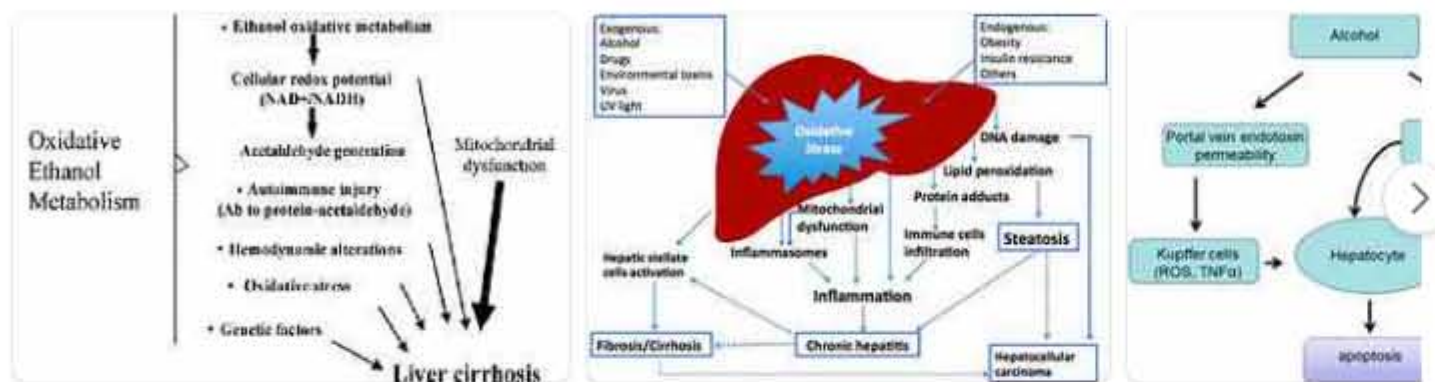 Oxidative
Ethanol
Metabolism
• Ethanol oxidative metabolism
Cellular redox potential
(NAD+/NADH)
Acetaldehyde generation
• Autoimmune injury
(Ab to protein-acetaldehyde)
• Hemodynamic alterations
• Oxidative stress
• Genetic factors
Mitochondrial
dysfunction
Liver cirrhosis
Exogenous:
Alcohol
Drugs
Environmental toxins
Virus
UV light
Endogenous:
Obesity
Insulin resistance
Others
Oxidative
Stress
DNA damage
Lipid peroxidation
Protein adducts
Mitochondrial
dysfunction
Immune cells
infiltration
Steatosis
Inflammasomes
Hepatic stellate
cells activation
Inflammation
Fibrosis/Cirrhosis
Chronic hepatitis
Hepatocellular
carcinoma
Alcohol
Portal vein endotoxin
permeability
Kupffer cells
(ROS, TNFα)
Hepatocyte
apoptosis